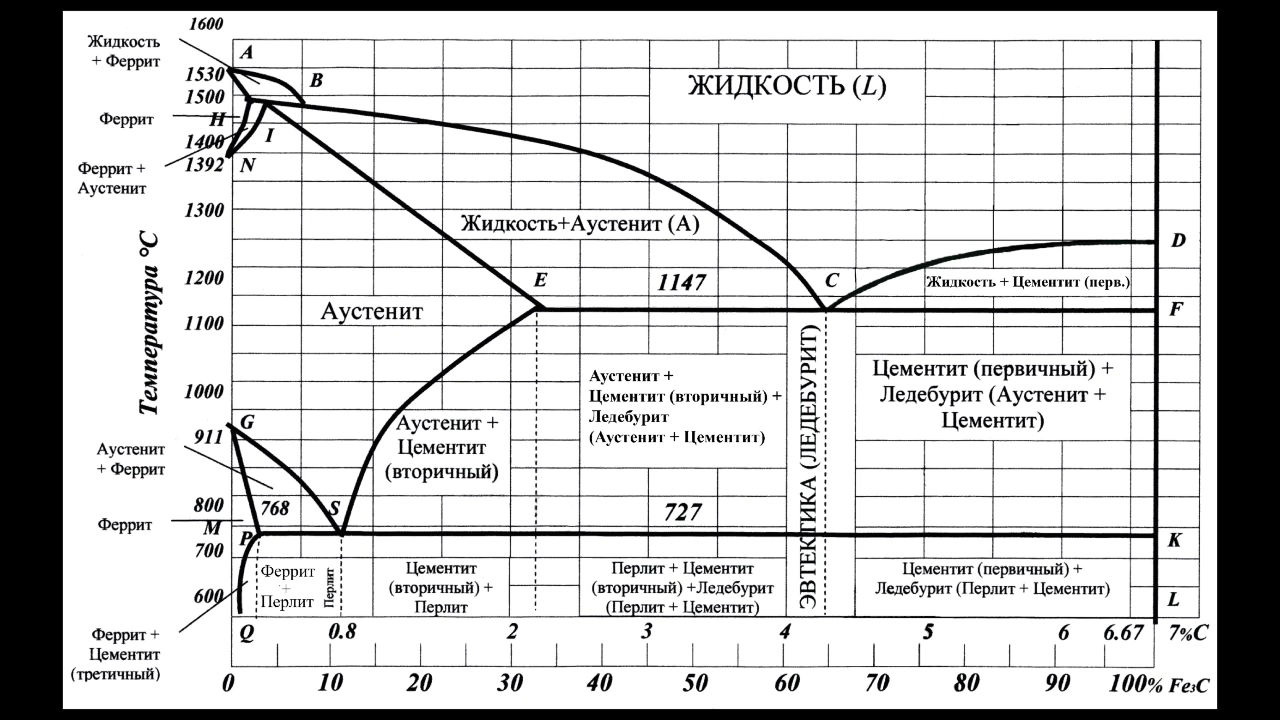 1600
Жидкость
+ Феррит
A
1530
B
ЖИДКОСТЬ (L)
1500
Феррит
H
1400
I
1392
N
Феррит +
Аустенит
1300
Температура °C
Жидкость+Аустенит (А)
D
1200
E
1147
C
Жидкость + Цементит (перв.)
Аустенит
F
1100
ЭВТЕКТИКА (ЛЕДЕБУРИТ)
Аустенит +
Цементит (вторичный) +
Ледебурит
(Аустенит + Цементит)
Цементит (первичный) +
Ледебурит (Аустенит +
Цементит)
1000
G
911
Аустенит +
Цементит
(вторичный)
Аустенит
+ Феррит
800
768
S
727
Феррит
M
P
K
700
Феррит
+
Перлит
Перлит
Цементит
(вторичный) +
Перлит
Перлит + Цементит
(вторичный) +Ледебурит
(Перлит + Цементит)
Цементит (первичный) +
Ледебурит (Перлит + Цементит)
600
L
Феррит +
Цементит
(третичный)
Q 0.8 2 3 4 5 6 6.67 7%C
0 10 20 30 40 50 60 70 80 90 100% Fe₃C